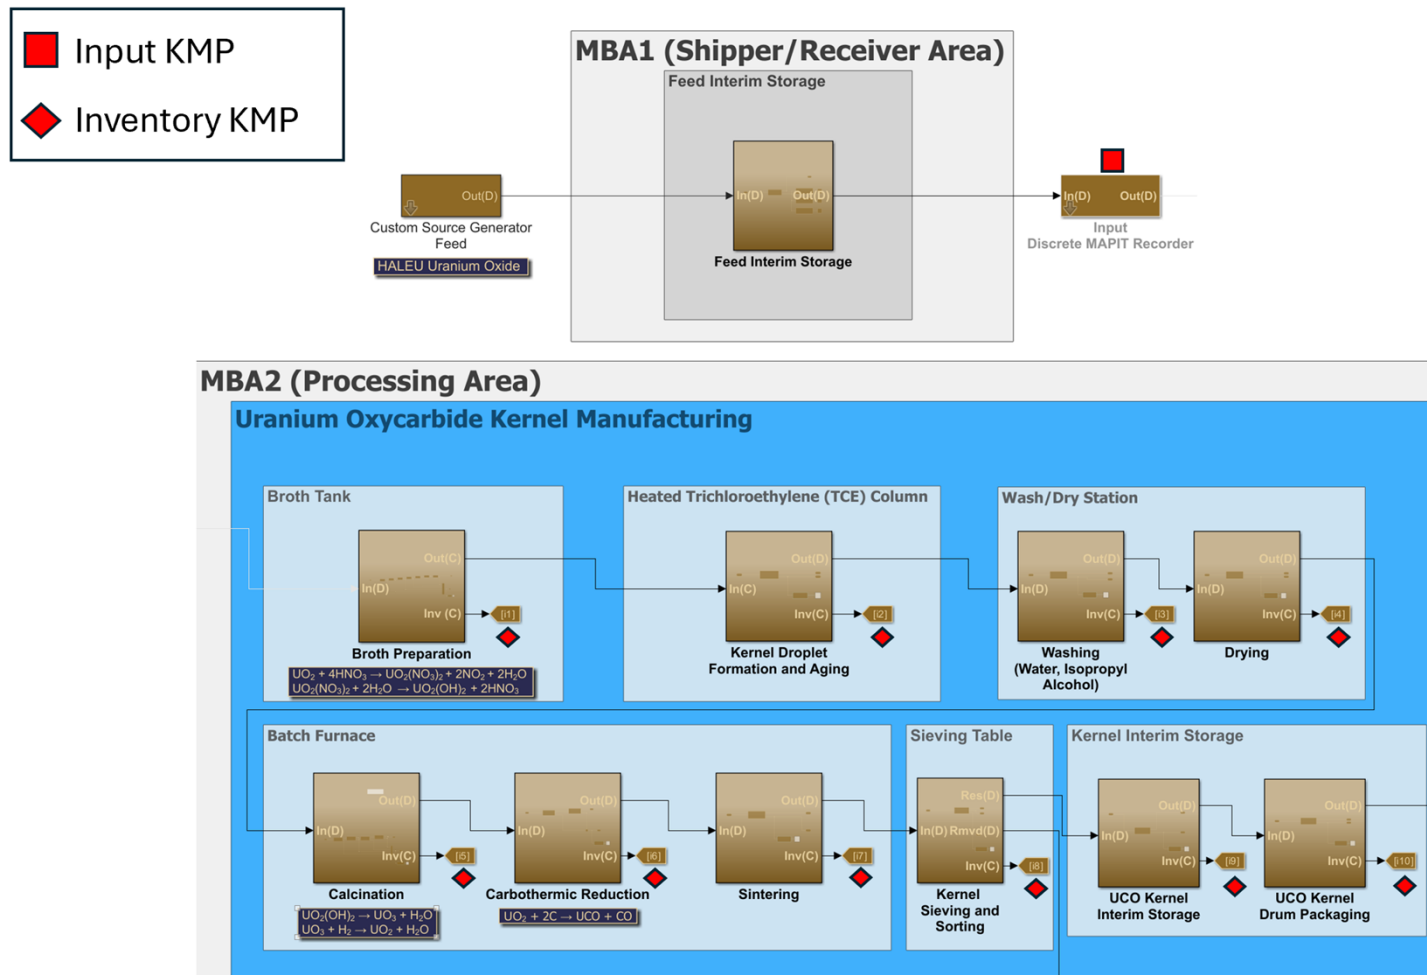 Input KMP
Inventory KMP
MBA1 (Shipper/Receiver Area)
Feed Interim Storage
Out(D)
In(D)
Out(D)
In(D)
Out(D)
Custom Source Generator
Feed
HALEU Uranium Oxide
Feed Interim Storage
Input
Discrete MAPIT Recorder
MBA2 (Processing Area)
Uranium Oxycarbide Kernel Manufacturing
Broth Tank
Out(C)
In(D)
Inv (C)
[i1]
Broth Preparation
UO₂ + 4HNO₃ → UO₂(NO₃)₂ + 2NO₂ + 2H₂O
UO₂(NO₃)₂ + 2H₂O → UO₂(OH)₂ + 2HNO₃
Heated Trichloroethylene (TCE) Column
Out(D)
In(C)
Inv(C)
[i2]
Kernel Droplet
Formation and Aging
Wash/Dry Station
Out(D)
In(D)
Inv(C)
[i3]
Washing
(Water, Isopropyl
Alcohol)
Out(D)
In(D)
Inv(C)
[i4]
Drying
Batch Furnace
Out(D)
In(D)
Inv(C)
[i5]
Calcination
UO₂(OH)₂ → UO₃ + H₂O
UO₃ + H₂ → UO₂ + H₂O
Out(D)
In(D)
Inv(C)
[i6]
Carbothermic Reduction
UO₂ + 2C → UCO + CO
Out(D)
In(D)
Inv(C)
[i7]
Sintering
Sieving Table
Res(D)
In(D)
Rmvd(D)
Inv(C)
[i8]
Kernel
Sieving and
Sorting
Kernel Interim Storage
Out(D)
In(D)
Inv(C)
[i9]
UCO Kernel
Interim Storage
Out(D)
In(D)
Inv(C)
[i10]
UCO Kernel
Drum Packaging